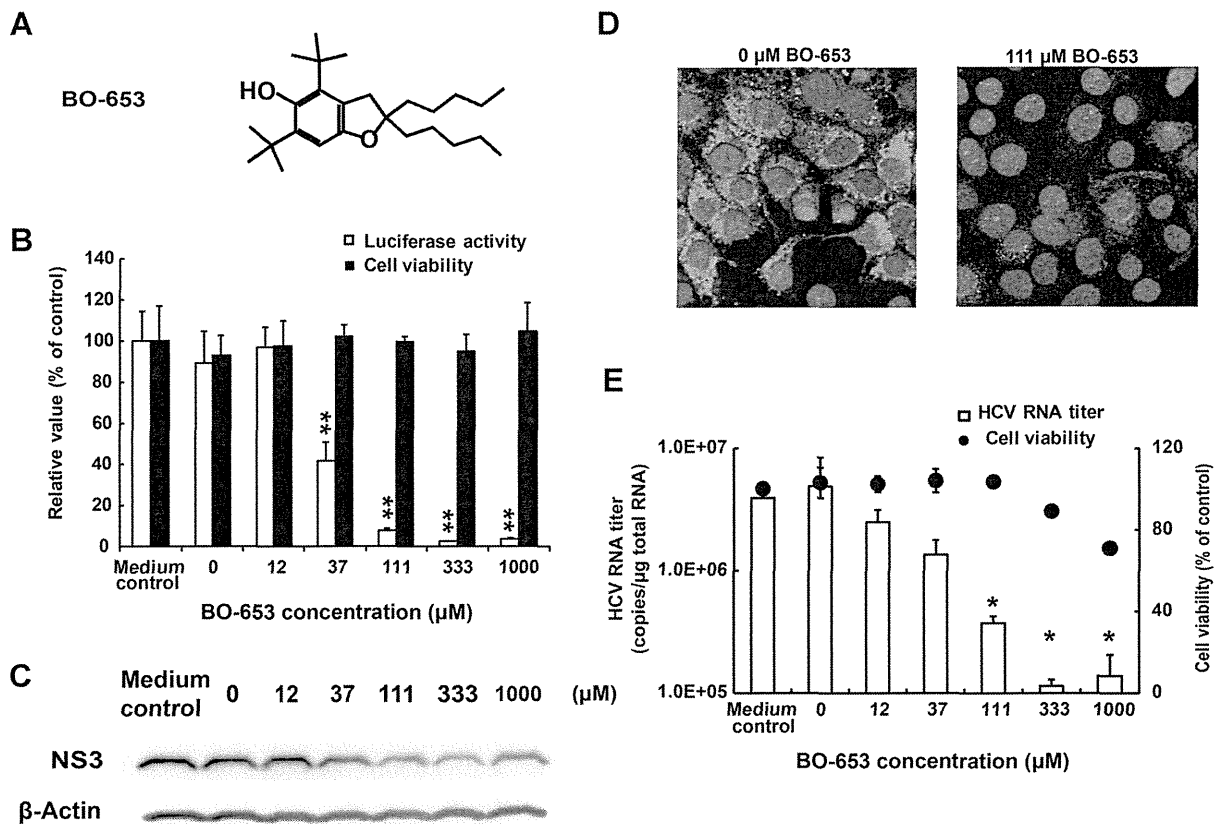 A
BO-653
HO
O
B
Luciferase activity
Cell viability
Relative value (% of control)
140
120
100
80
60
40
20
0
**
**
**
**
Medium control
0
12
37
111
333
1000
BO-653 concentration (µM)
C
Medium control
0
12
37
111
333
1000
(µM)
NS3
β-Actin
D
0 µM BO-653
111 µM BO-653
E
HCV RNA titer
Cell viability
HCV RNA titer
(copies/µg total RNA)
1.0E+07
1.0E+06
1.0E+05
120
80
40
0
Cell viability (% of control)
*
*
*
Medium control
0
12
37
111
333
1000
BO-653 concentration (µM)